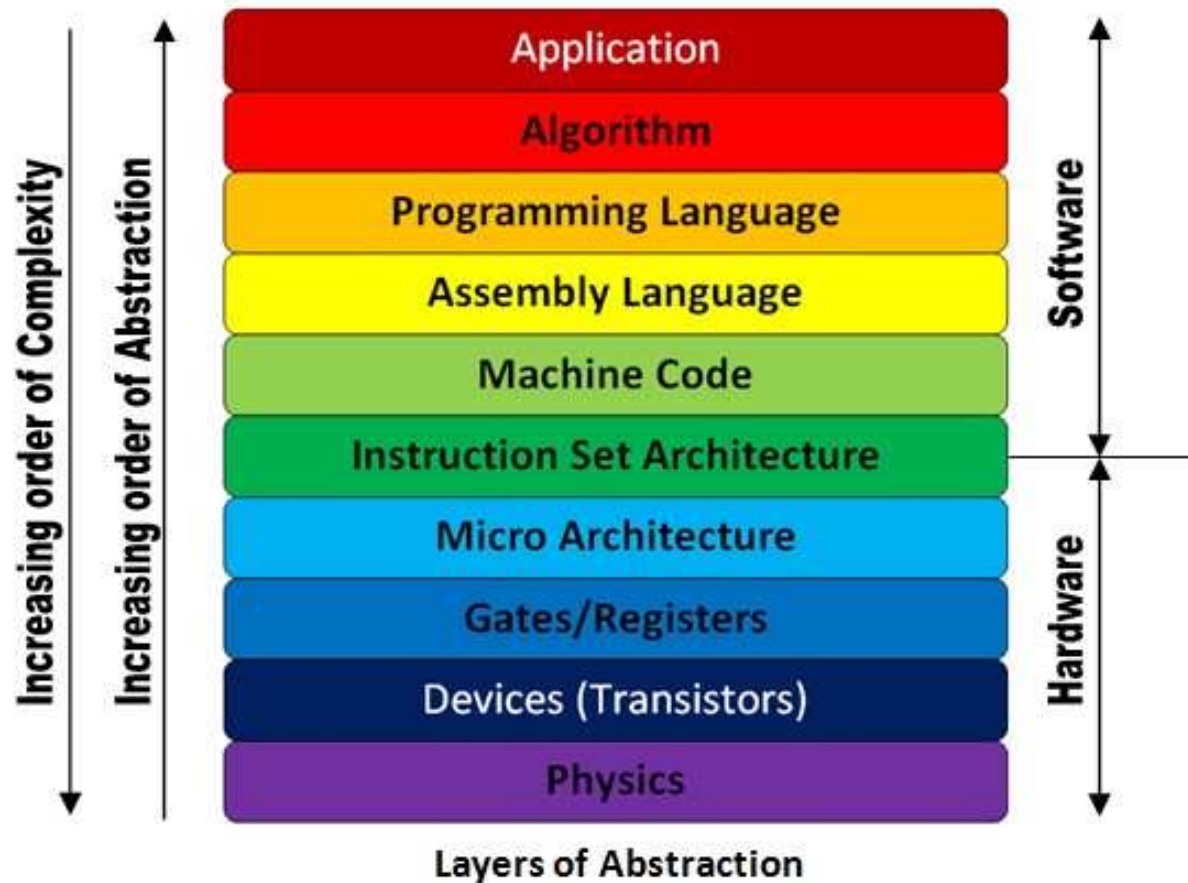 Increasing order of Complexity
Increasing order of Abstraction
Application
Algorithm
Programming Language
Assembly Language
Machine Code
Instruction Set Architecture
Micro Architecture
Gates/Registers
Devices (Transistors)
Physics
Software
Hardware
Layers of Abstraction